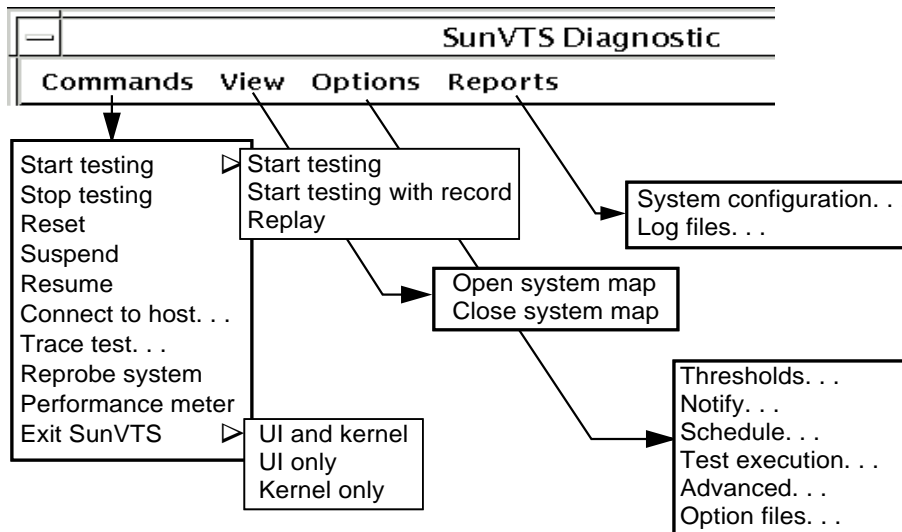 SunVTS Diagnostic
Commands View Options Reports
Start testing
Stop testing
Reset
Suspend
Resume
Connect to host. . .
Trace test. . .
Reprobe system
Performance meter
Exit SunVTS
Start testing
Start testing with record
Replay
UI and kernel
UI only
Kernel only
Open system map
Close system map
System configuration. .
Log files. . .
Thresholds. . .
Notify. . .
Schedule. . .
Test execution. . .
Advanced. . .
Option files. . .